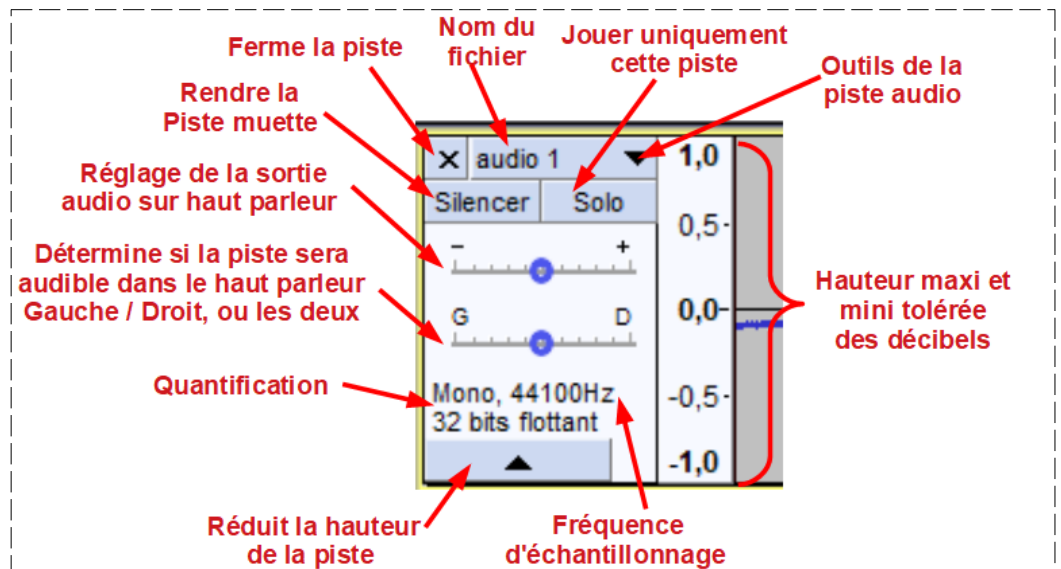 Ferme la piste
Nom du
fichier
Jouer uniquement
cette piste
Outils de la
piste audio
Rendre la
Piste muette
Réglage de la sortie
audio sur haut parleur
Détermine si la piste sera
audible dans le haut parleur
Gauche / Droit, ou les deux
Quantification
Réduit la hauteur
de la piste
Fréquence
d'échantillonnage
Hauteur maxi et
mini tolérée
des décibels
X audio 1
Silencer Solo
- +
G D
Mono, 44100Hz
32 bits flottant
1,0
0,5
0,0
-0,5
-1,0